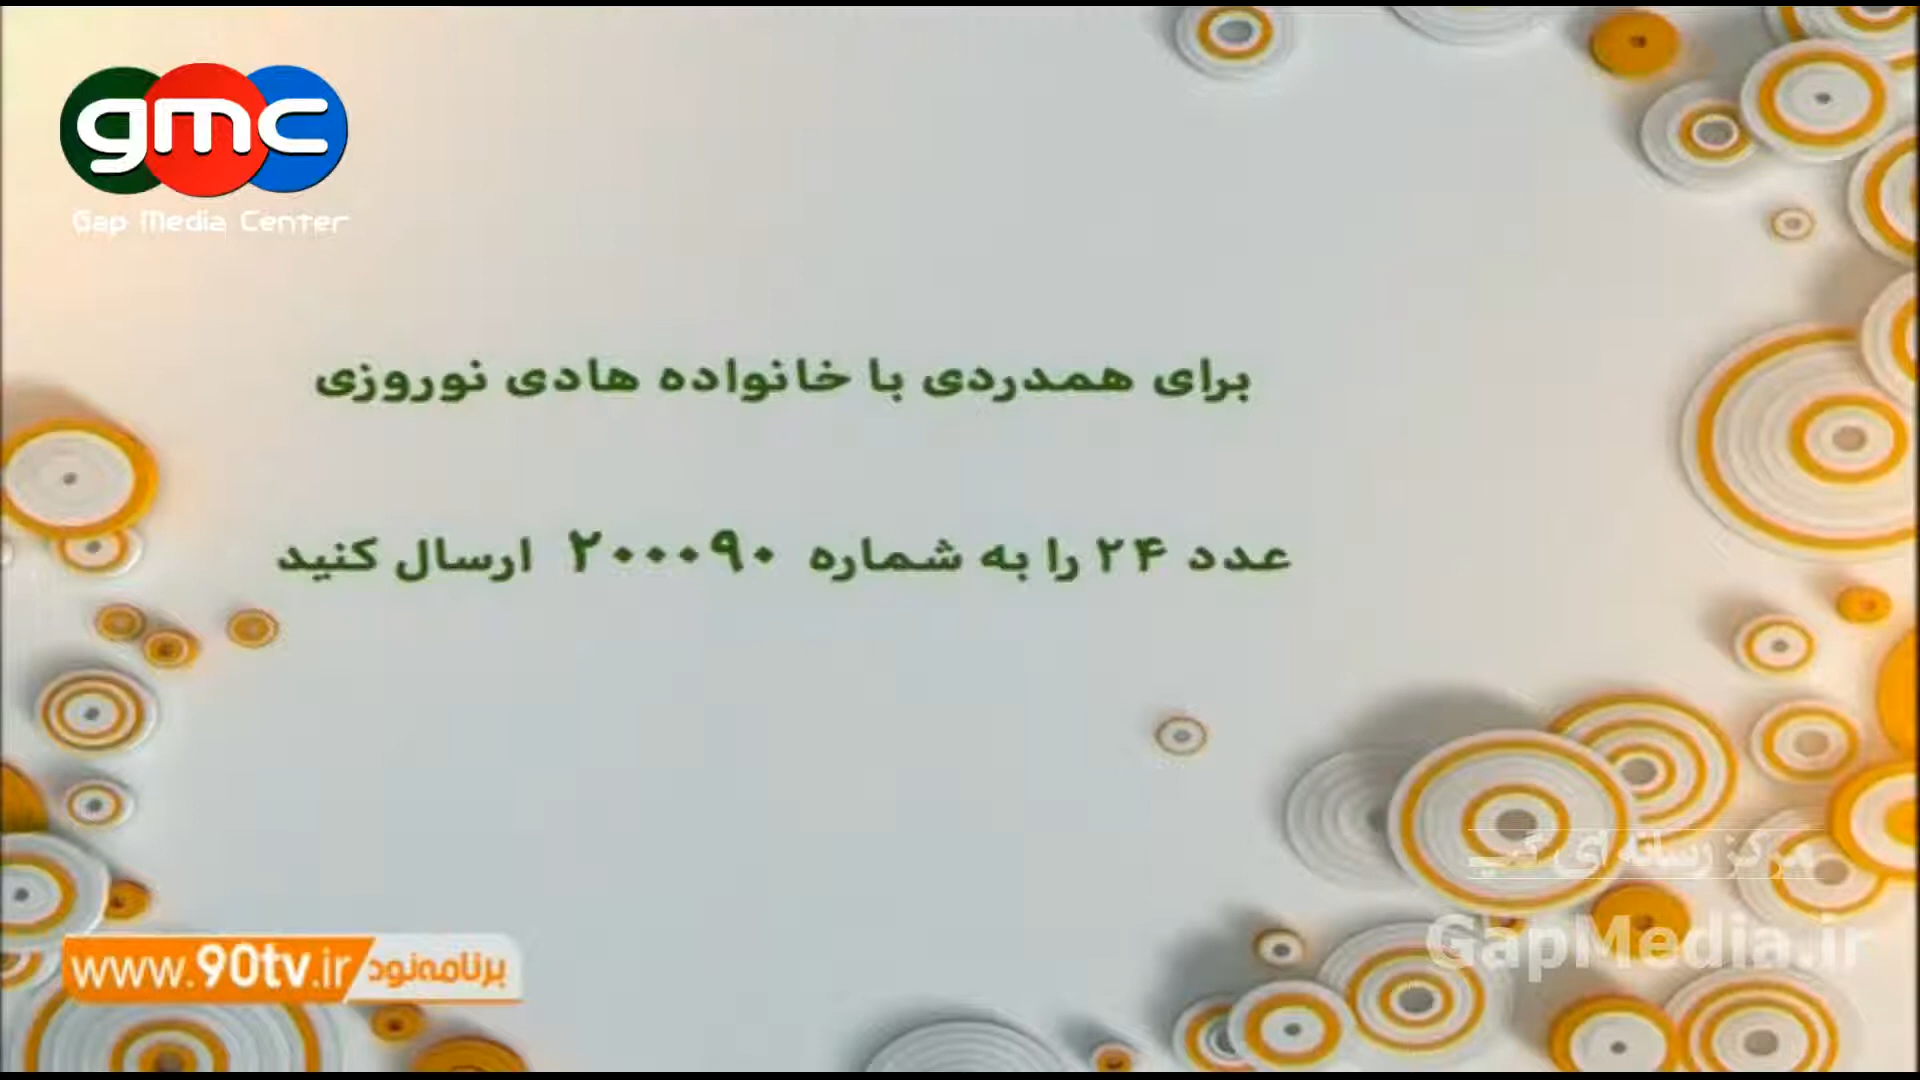 gmc
Gap Media Center
برای همدردی با خانواده هادی نوروزی
عدد ۲۴ را به شماره ۲۰۰۰۹۰ ارسال کنید
مرکز رسانه ای گپ
GapMedia.ir
www.90tv.ir برنامه‌نود